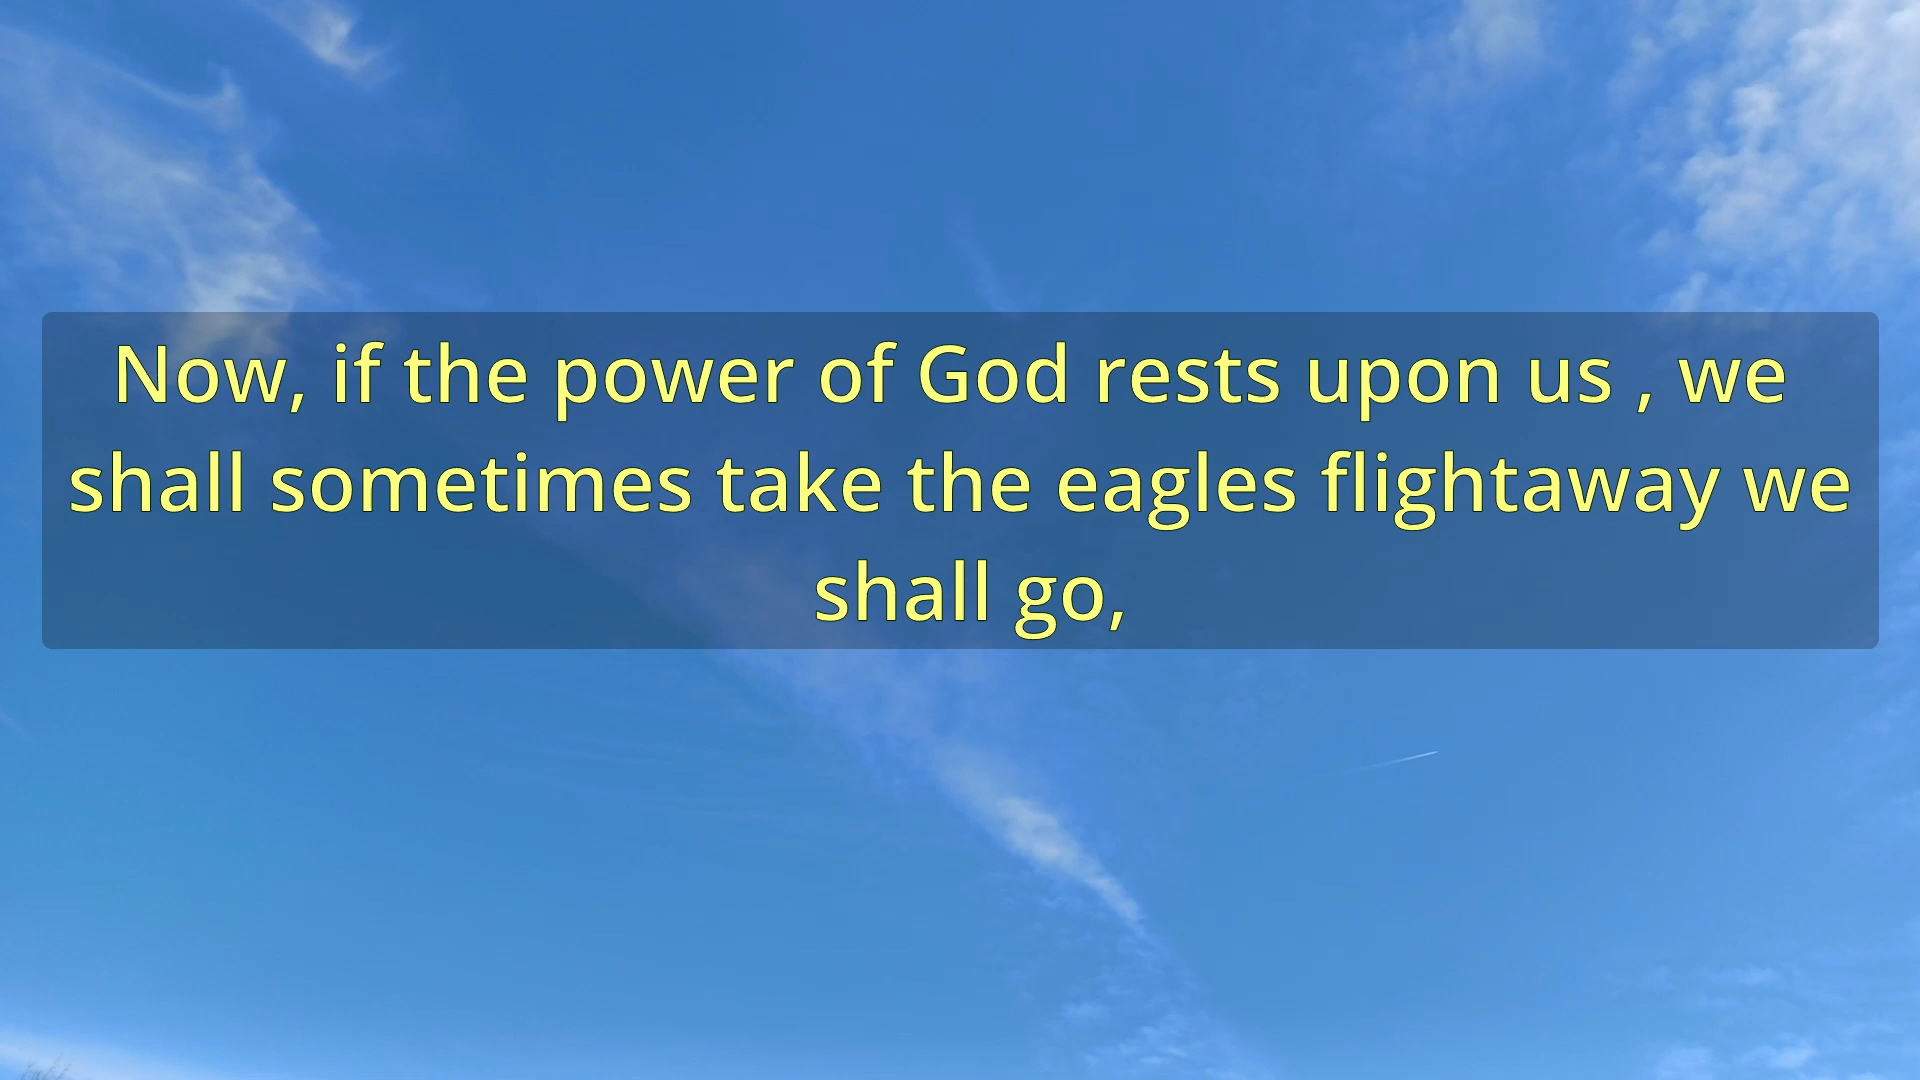 Now, if the power of God rests upon us , we
shall sometimes take the eagles flightaway we
shall go,